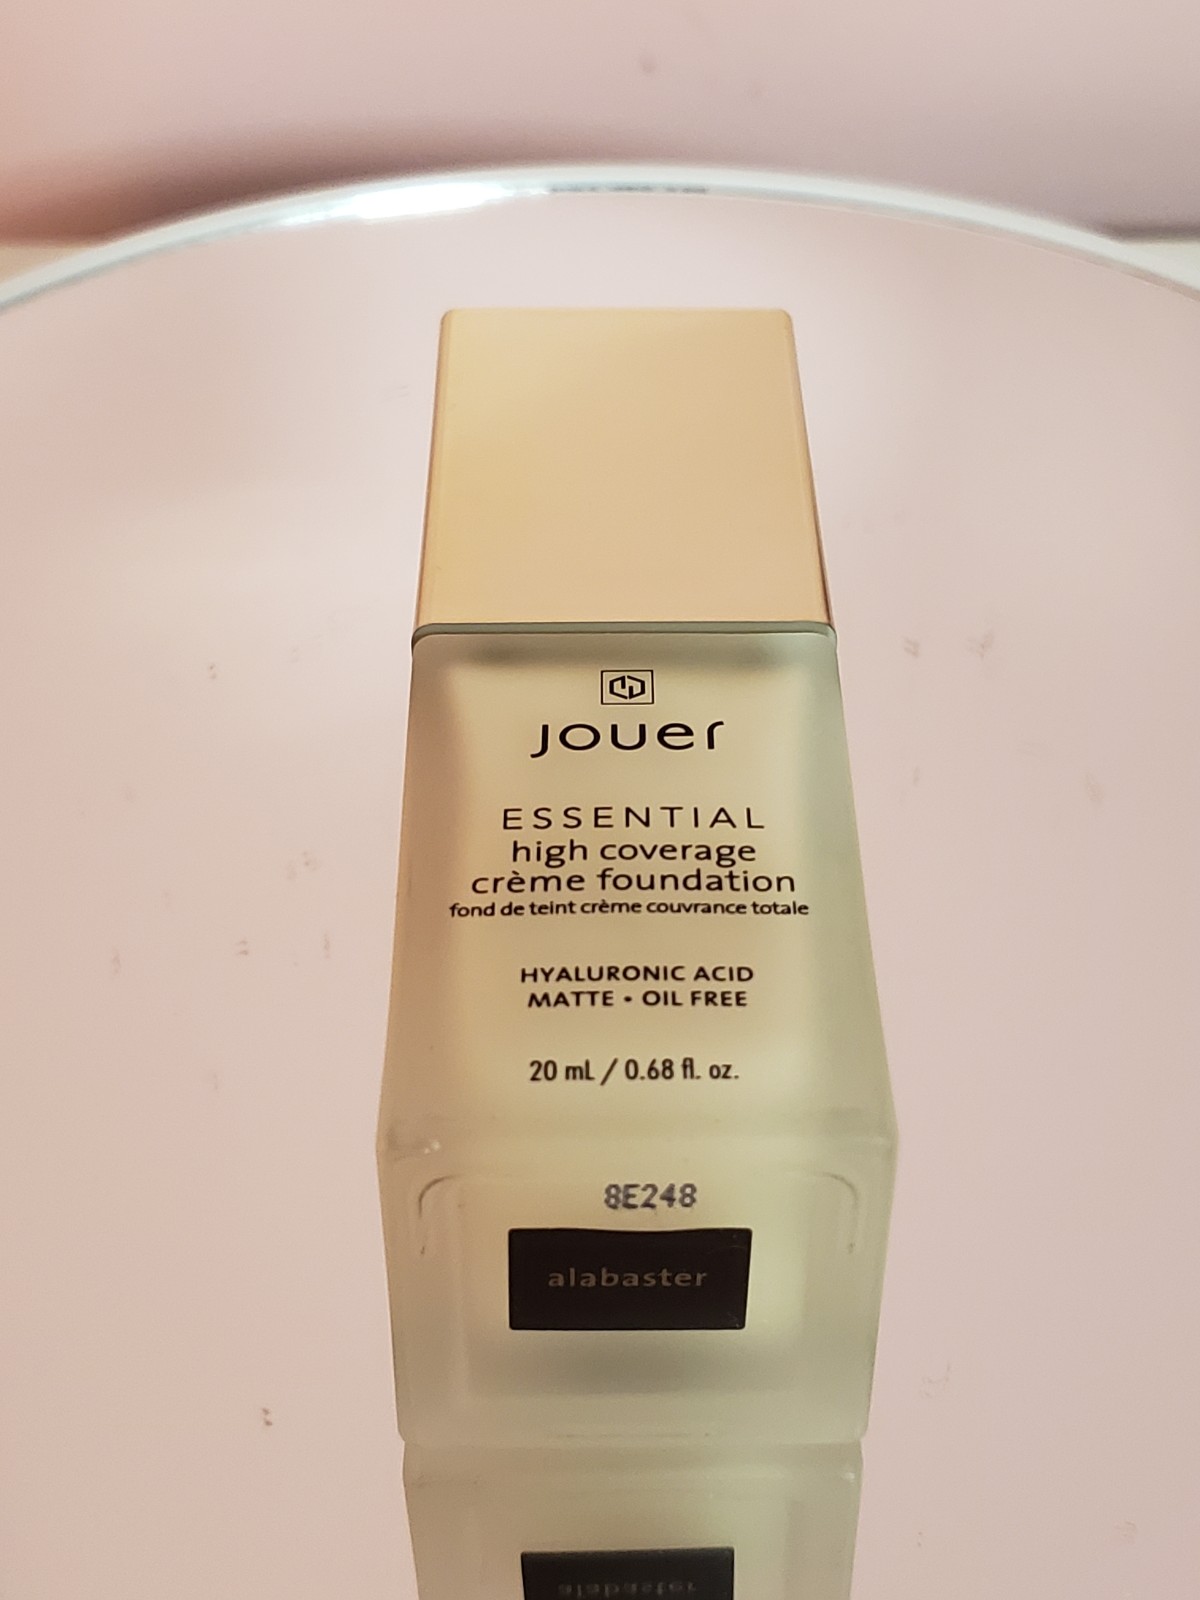 jouer
ESSENTIAL
high coverage
crème foundation
fond de teint crème couvrance totale
HYALURONIC ACID
MATTE • OIL FREE
20 mL / 0.68 fl. oz.
8E248
alabaster